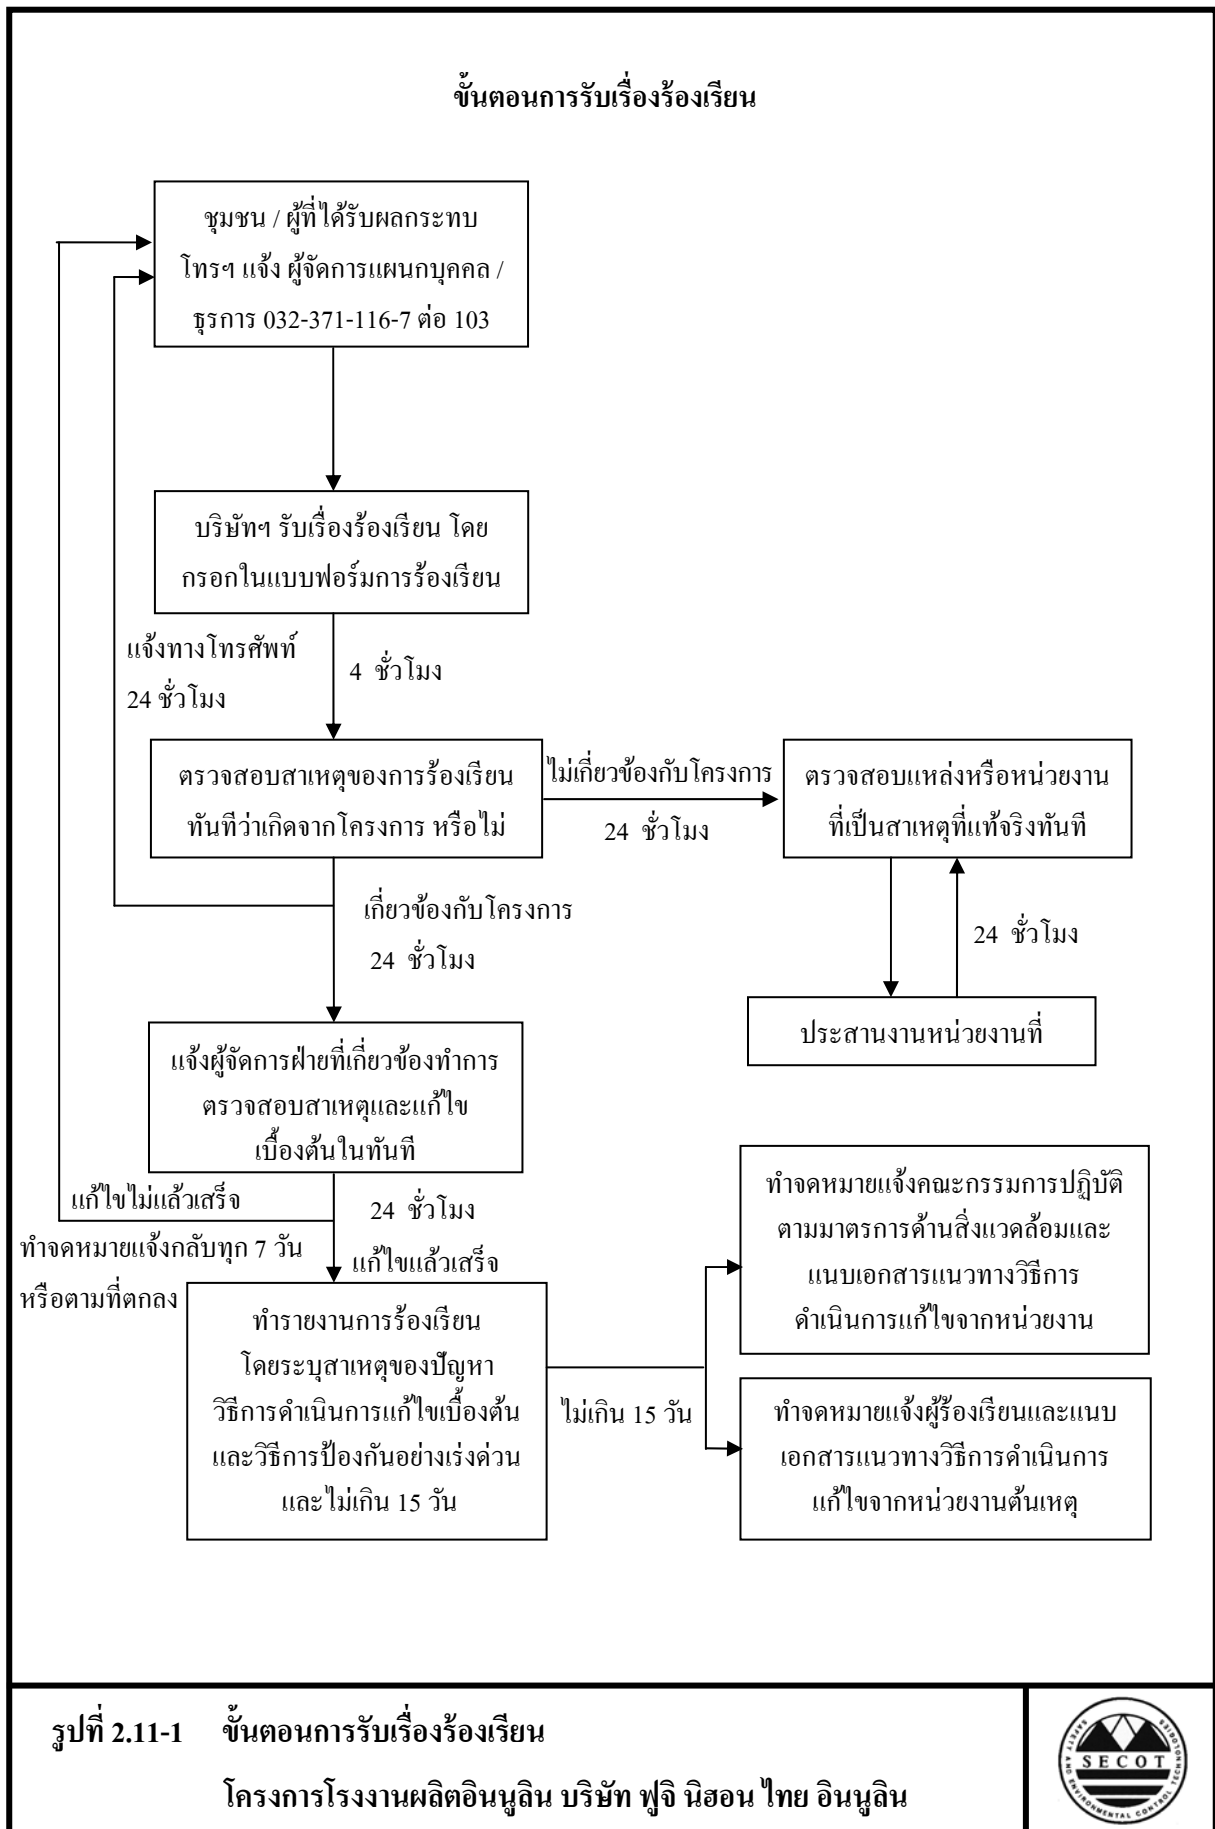 ขั้นตอนการรับเรื่องร้องเรียน
ชุมชน / ผู้ที่ได้รับผลกระทบ
โทรฯ แจ้ง ผู้จัดการแผนกบุคคล /
ธุรการ 032-371-116-7 ต่อ 103
บริษัทฯ รับเรื่องร้องเรียน โดย
กรอกในแบบฟอร์มการร้องเรียน
แจ้งทางโทรศัพท์
24 ชั่วโมง
4 ชั่วโมง
ตรวจสอบสาเหตุของการร้องเรียน
ทันทีว่าเกิดจากโครงการ หรือไม่
ไม่เกี่ยวข้องกับโครงการ
24 ชั่วโมง
ตรวจสอบแหล่งหรือหน่วยงาน
ที่เป็นสาเหตุที่แท้จริงทันที
เกี่ยวข้องกับโครงการ
24 ชั่วโมง
24 ชั่วโมง
ประสานงานหน่วยงานที่
แจ้งผู้จัดการฝ่ายที่เกี่ยวข้องทำการ
ตรวจสอบสาเหตุและแก้ไข
เบื้องต้นในทันที
แก้ไขไม่แล้วเสร็จ
ทำจดหมายแจ้งกลับทุก 7 วัน
หรือตามที่ตกลง
24 ชั่วโมง
แก้ไขแล้วเสร็จ
ทำรายงานการร้องเรียน
โดยระบุสาเหตุของปัญหา
วิธีการดำเนินการแก้ไขเบื้องต้น
และวิธีการป้องกันอย่างเร่งด่วน
และไม่เกิน 15 วัน
ไม่เกิน 15 วัน
ทำจดหมายแจ้งคณะกรรมการปฏิบัติ
ตามมาตรการด้านสิ่งแวดล้อมและ
แนบเอกสารแนวทางวิธีการ
ดำเนินการแก้ไขจากหน่วยงาน
ทำจดหมายแจ้งผู้ร้องเรียนและแนบ
เอกสารแนวทางวิธีการดำเนินการ
แก้ไขจากหน่วยงานต้นเหตุ
รูปที่ 2.11-1 ขั้นตอนการรับเรื่องร้องเรียน
โครงการโรงงานผลิตอินนูลิน บริษัท ฟูจิ นิฮอน ไทย อินนูลิน
SECOT
SAFETY AND ENVIRONMENTAL CONTROL TECHNOLOGIES